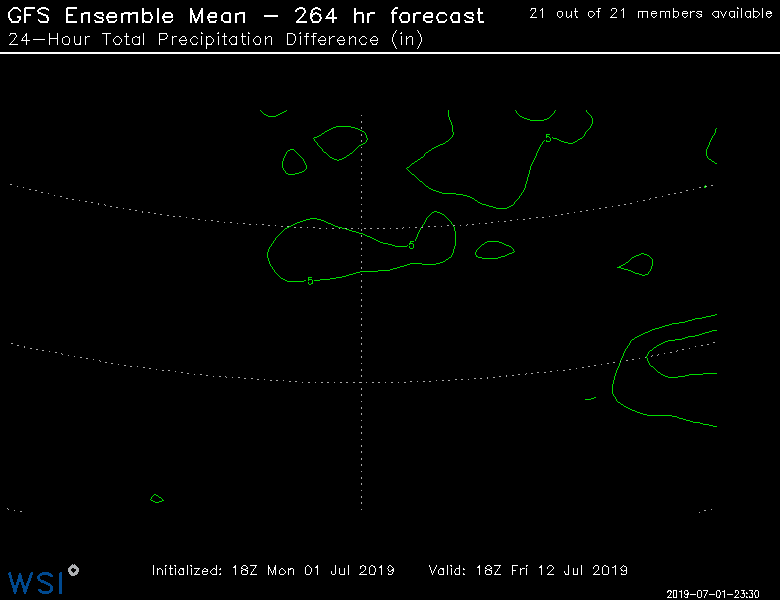 GFS Ensemble Mean – 264 hr forecast
21 out of 21 members available
24–Hour Total Precipitation Difference (in)
5
5
5
Initialized: 18Z Mon 01 Jul 2019
Valid: 18Z Fri 12 Jul 2019
WSI
2019-07-01-23:30